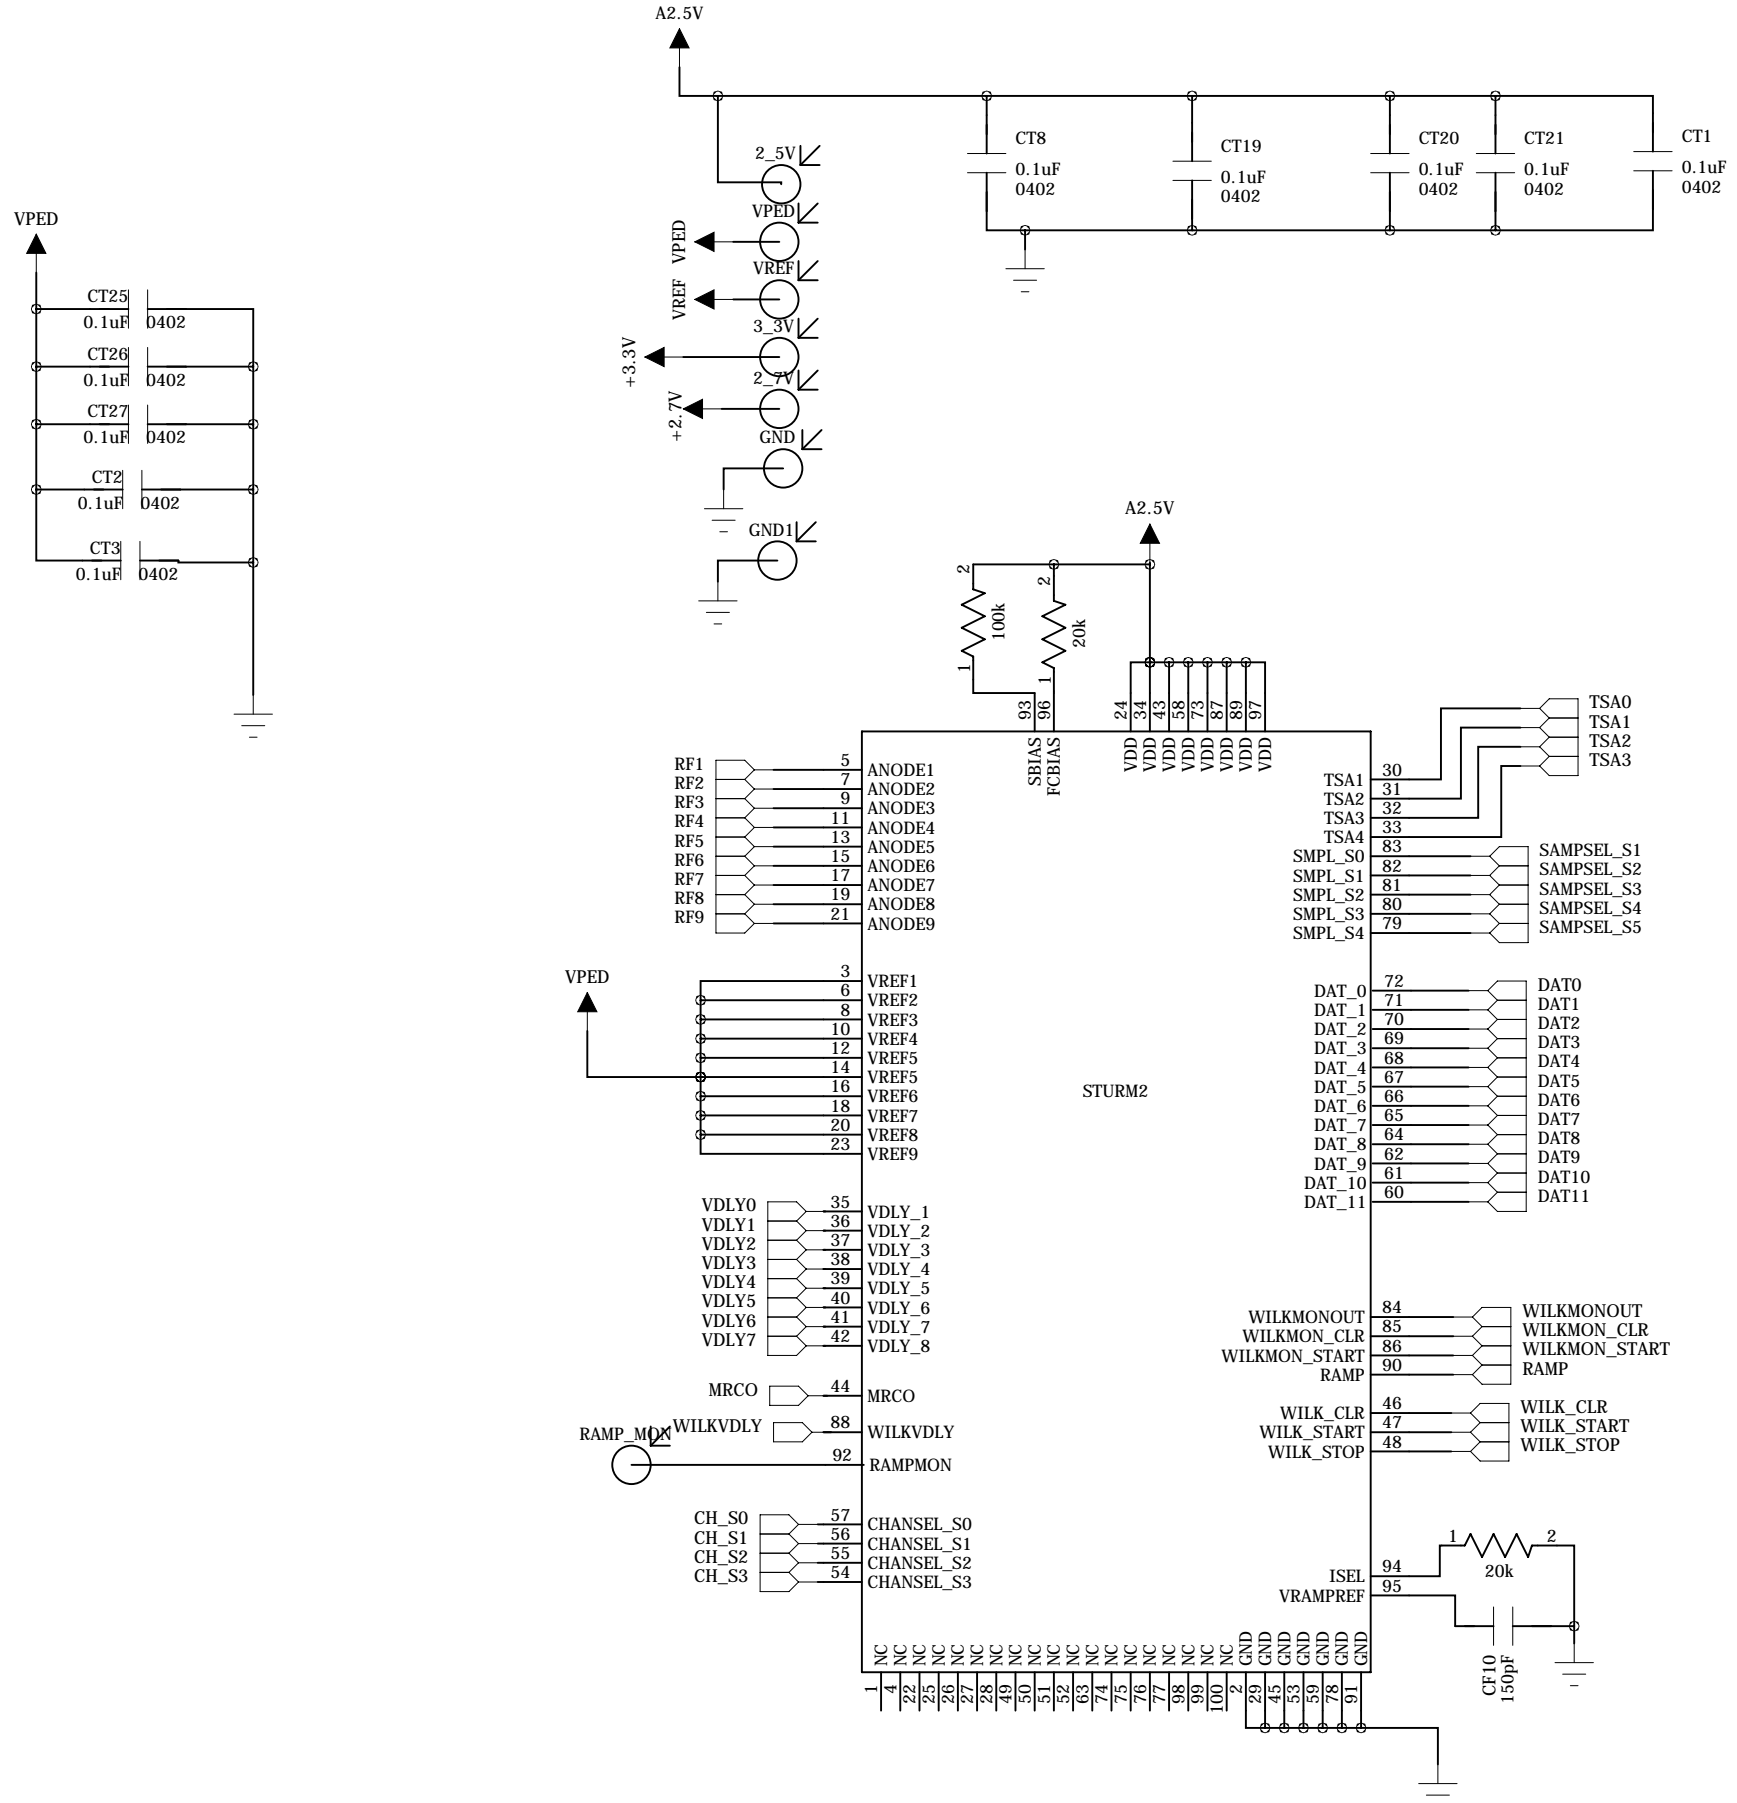 A2.5V
CT8
0.1uF
0402
CT19
0.1uF
0402
CT20
0.1uF
0402
CT21
0.1uF
0402
CT1
0.1uF
0402
VPED
CT25
0.1uF 0402
CT26
0.1uF 0402
CT27
0.1uF 0402
CT2
0.1uF 0402
CT3
0.1uF 0402
2_5V
VPED
VPED
VREF
VREF
3_3V
+3.3V
2_7V
+2.7V
GND
GND1
A2.5V
2
100k
1
2
20k
1
93 96 24 34 43 58 73 87 89 97
SBIAS FCBIAS VDD VDD VDD VDD VDD VDD VDD VDD
RF1 5 ANODE1
RF2 7 ANODE2
RF3 9 ANODE3
RF4 11 ANODE4
RF5 13 ANODE5
RF6 15 ANODE6
RF7 17 ANODE7
RF8 19 ANODE8
RF9 21 ANODE9
VPED
3 VREF1
6 VREF2
8 VREF3
10 VREF4
12 VREF5
14 VREF5
16 VREF6
18 VREF7
20 VREF8
23 VREF9
VDLY0 35 VDLY_1
VDLY1 36 VDLY_2
VDLY2 37 VDLY_3
VDLY3 38 VDLY_4
VDLY4 39 VDLY_5
VDLY5 40 VDLY_6
VDLY6 41 VDLY_7
VDLY7 42 VDLY_8
MRCO 44 MRCO
WILKVDLY 88 WILKVDLY
RAMP_MON 92 RAMPMON
CH_S0 57 CHANSEL_S0
CH_S1 56 CHANSEL_S1
CH_S2 55 CHANSEL_S2
CH_S3 54 CHANSEL_S3
STURM2
TSA1 30 TSA0
TSA2 31 TSA1
TSA3 32 TSA2
TSA4 33 TSA3
SMPL_S0 83 SAMPSEL_S1
SMPL_S1 82 SAMPSEL_S2
SMPL_S2 81 SAMPSEL_S3
SMPL_S3 80 SAMPSEL_S4
SMPL_S4 79 SAMPSEL_S5
DAT_0 72 DAT0
DAT_1 71 DAT1
DAT_2 70 DAT2
DAT_3 69 DAT3
DAT_4 68 DAT4
DAT_5 67 DAT5
DAT_6 66 DAT6
DAT_7 65 DAT7
DAT_8 64 DAT8
DAT_9 62 DAT9
DAT_10 61 DAT10
DAT_11 60 DAT11
WILKMONOUT 84 WILKMONOUT
WILKMON_CLR 85 WILKMON_CLR
WILKMON_START 86 WILKMON_START
RAMP 90 RAMP
WILK_CLR 46 WILK_CLR
WILK_START 47 WILK_START
WILK_STOP 48 WILK_STOP
ISEL 94
VRAMPREF 95
1 2
20k
CF10
150pF
NC NC NC NC NC NC NC NC NC NC NC NC NC NC NC NC NC NC NC GND GND GND GND GND GND GND
1 4 22 25 26 27 28 49 50 51 52 63 74 75 76 77 98 99 100 2 29 45 53 59 78 91